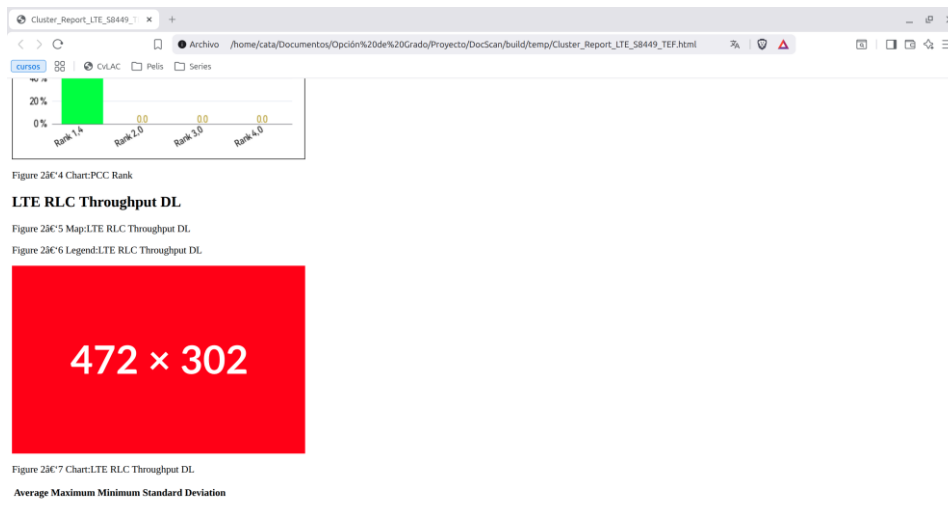 Cluster_Report_LTE_S8449_T
Archivo /home/cata/Documentos/Opción%20de%20Grado/Proyecto/DocScan/build/temp/Cluster_Report_LTE_S8449_TEF.html
cursos CvLAC Pelis Series
40 %
20 %
0 %
0.0 0.0 0.0
Rank 1,4 Rank 2,0 Rank 3,0 Rank 4,0
Figure 2â€‘4 Chart:PCC Rank
LTE RLC Throughput DL
Figure 2â€‘5 Map:LTE RLC Throughput DL
Figure 2â€‘6 Legend:LTE RLC Throughput DL
472 × 302
Figure 2â€‘7 Chart:LTE RLC Throughput DL
Average Maximum Minimum Standard Deviation